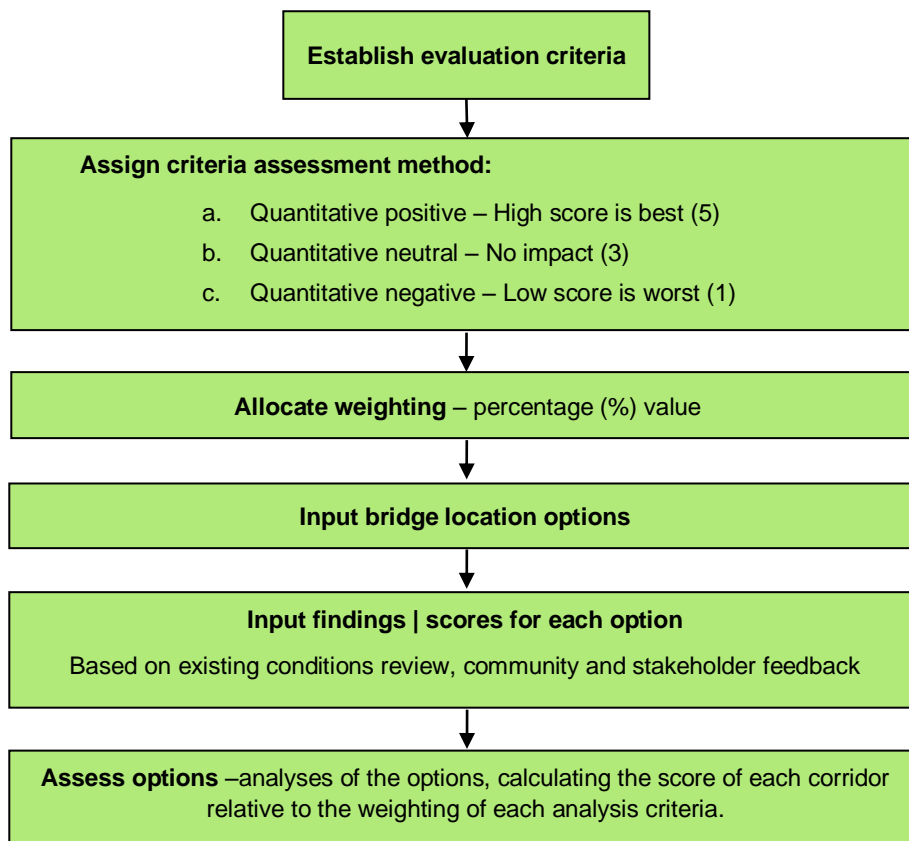 Establish evaluation criteria
Assign criteria assessment method:
a. Quantitative positive – High score is best (5)
b. Quantitative neutral – No impact (3)
c. Quantitative negative – Low score is worst (1)
Allocate weighting – percentage (%) value
Input bridge location options
Input findings | scores for each option
Based on existing conditions review, community and stakeholder feedback
Assess options –analyses of the options, calculating the score of each corridor
relative to the weighting of each analysis criteria.